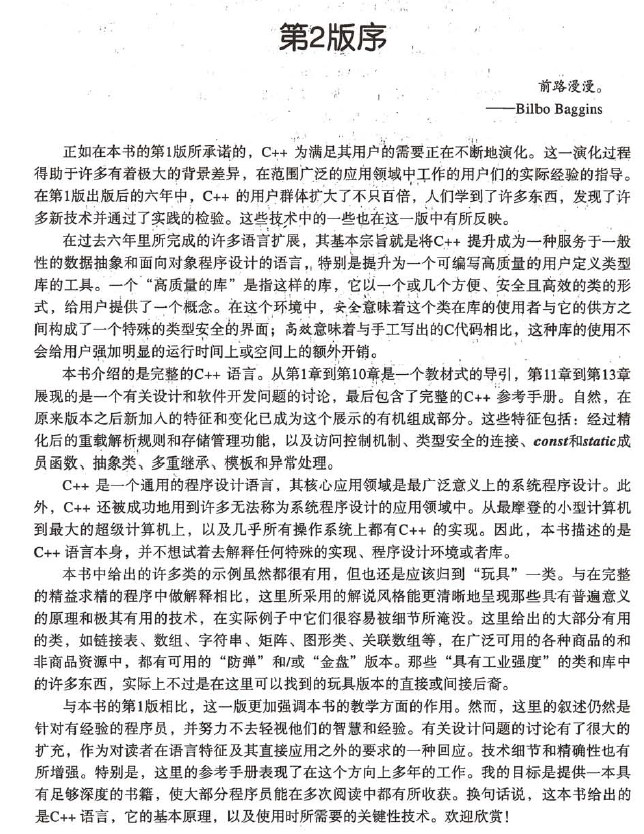 第2版序
前路漫漫。
——Bilbo Baggins
正如在本书的第1版所承诺的，C++ 为满足其用户的需要正在不断地演化。这一演化过程
得助于许多有着极大的背景差异，在范围广泛的应用领域中工作的用户们的实际经验的指导。
在第1版出版后的六年中，C++ 的用户群体扩大了不只百倍，人们学到了许多东西，发现了许
多新技术并通过了实践的检验。这些技术中的一些也在这一版中有所反映。
在过去六年里所完成的许多语言扩展，其基本宗旨就是将C++ 提升成为一种服务于一般
性的数据抽象和面向对象程序设计的语言，特别是提升为一个可编写高质量的用户定义类型
库的工具。一个“高质量的库”是指这样的库，它以一个或几个方便、安全且高效的类的形
式，给用户提供了一个概念。在这个环境中，安全意味着这个类在库的使用者与它的供方之
间构成了一个特殊的类型安全的界面；高效意味着与手工写出的C代码相比，这种库的使用不
会给用户强加明显的运行时间上或空间上的额外开销。
本书介绍的是完整的C++ 语言。从第1章到第10章是一个教材式的导引，第11章到第13章
展现的是一个有关设计和软件开发问题的讨论，最后包含了完整的C++ 参考手册。自然，在
原来版本之后新加入的特征和变化已成为这个展示的有机组成部分。这些特征包括：经过精
化后的重载解析规则和存储管理功能，以及访问控制机制、类型安全的连接、const和static成
员函数、抽象类、多重继承、模板和异常处理。
C++ 是一个通用的程序设计语言，其核心应用领域是最广泛意义上的系统程序设计。此
外，C++ 还被成功地用到许多无法称为系统程序设计的应用领域中。从最摩登的小型计算机
到最大的超级计算机上，以及几乎所有操作系统上都有C++ 的实现。因此，本书描述的是
C++ 语言本身，并不想试着去解释任何特殊的实现、程序设计环境或者库。
本书中给出的许多类的示例虽然都很有用，但也还是应该归到“玩具”一类。与在完整
的精益求精的程序中做解释相比，这里所采用的解说风格能更清晰地呈现那些具有普遍意义
的原理和极其有用的技术，在实际例子中它们很容易被细节所淹没。这里给出的大部分有用
的类，如链接表、数组、字符串、矩阵、图形类、关联数组等，在广泛可用的各种商品的和
非商品资源中，都有可用的“防弹”和/或“金盘”版本。那些“具有工业强度”的类和库中
的许多东西，实际上不过是在这里可以找到的玩具版本的直接或间接后裔。
与本书的第1版相比，这一版更加强调本书的教学方面的作用。然而，这里的叙述仍然是
针对有经验的程序员，并努力不去轻视他们的智慧和经验。有关设计问题的讨论有了很大的
扩充，作为对读者在语言特征及其直接应用之外的要求的一种回应。技术细节和精确性也有
所增强。特别是，这里的参考手册表现了在这个方向上多年的工作。我的目标是提供一本具
有足够深度的书籍，使大部分程序员能在多次阅读中都有所收获。换句话说，这本书给出的
是C++ 语言，它的基本原理，以及使用时所需要的关键性技术。欢迎欣赏！